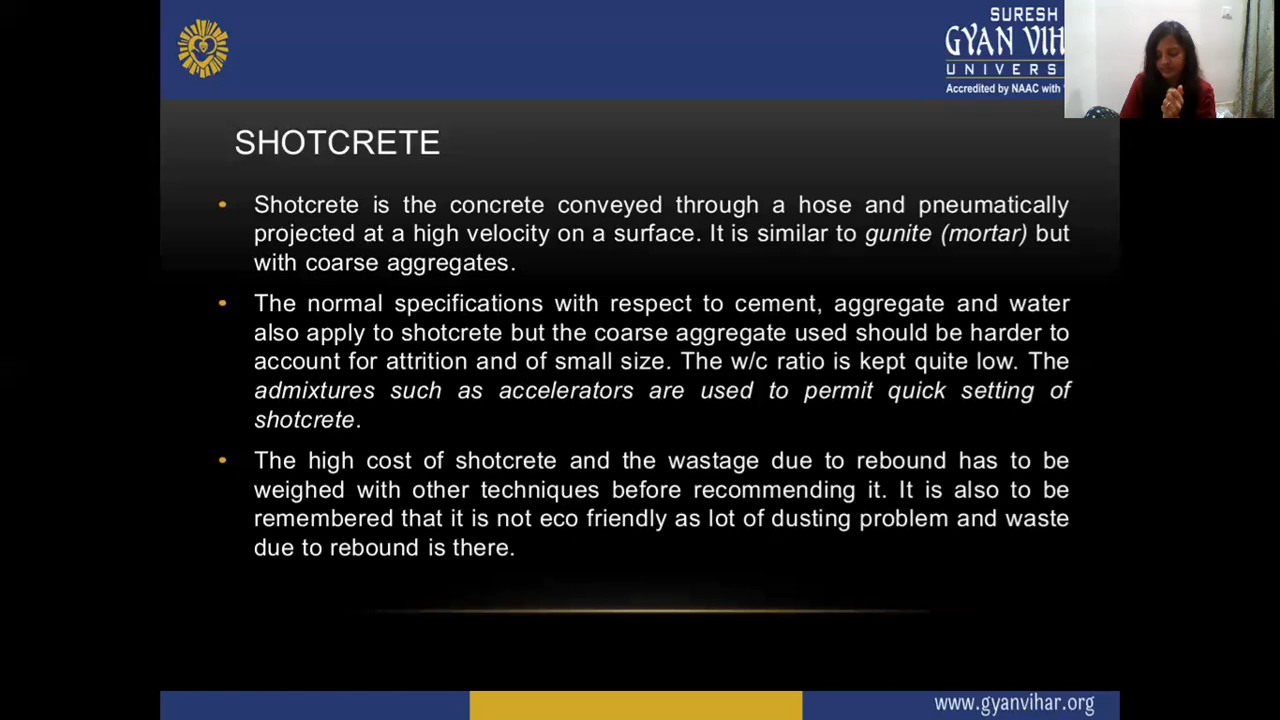 SURESH
GYAN VIH
UNIVERS
Accredited by NAAC with
SHOTCRETE
• Shotcrete is the concrete conveyed through a hose and pneumatically
projected at a high velocity on a surface. It is similar to gunite (mortar) but
with coarse aggregates.
• The normal specifications with respect to cement, aggregate and water
also apply to shotcrete but the coarse aggregate used should be harder to
account for attrition and of small size. The w/c ratio is kept quite low. The
admixtures such as accelerators are used to permit quick setting of
shotcrete.
• The high cost of shotcrete and the wastage due to rebound has to be
weighed with other techniques before recommending it. It is also to be
remembered that it is not eco friendly as lot of dusting problem and waste
due to rebound is there.
www.gyanvihar.org